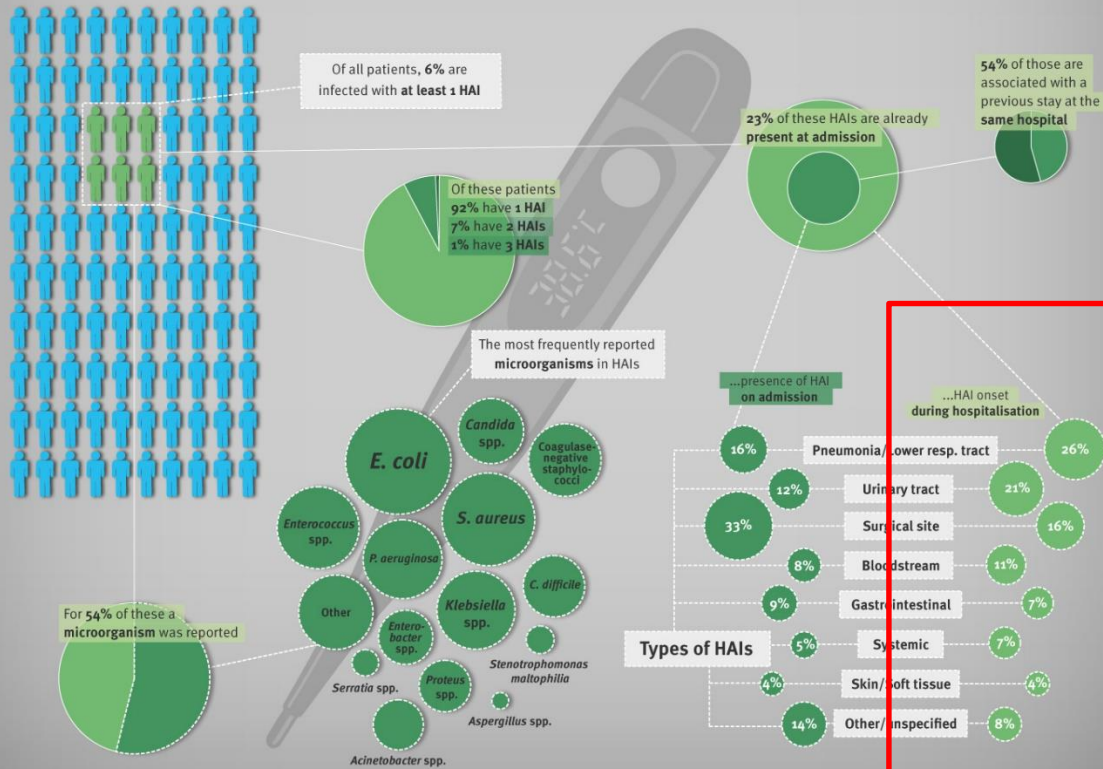 Of all patients, 6% are
infected with at least 1 HAI
23% of these HAIs are already
present at admission
54% of those are
associated with a
previous stay at the
same hospital
Of these patients
92% have 1 HAI
7% have 2 HAIs
1% have 3 HAIs
38.6°C
The most frequently reported
microorganisms in HAIs
E. coli
Candida
spp.
Coagulase-
negative
staphylo-
cocci
Enterococcus
spp.
P. aeruginosa
S. aureus
Other
Entero-
bacter
spp.
Klebsiella
spp.
C. difficile
Serratia spp.
Proteus
spp.
Stenotrophomonas
maltophilia
Aspergillus spp.
Acinetobacter spp.
For 54% of these a
microorganism was reported
...presence of HAI
on admission
...HAI onset
during hospitalisation
Types of HAIs
16% Pneumonia/Lower resp. tract 26%
12% Urinary tract 21%
33% Surgical site 16%
8% Bloodstream 11%
9% Gastrointestinal 7%
5% Systemic 7%
4% Skin/Soft tissue 4%
14% Other/unspecified 8%